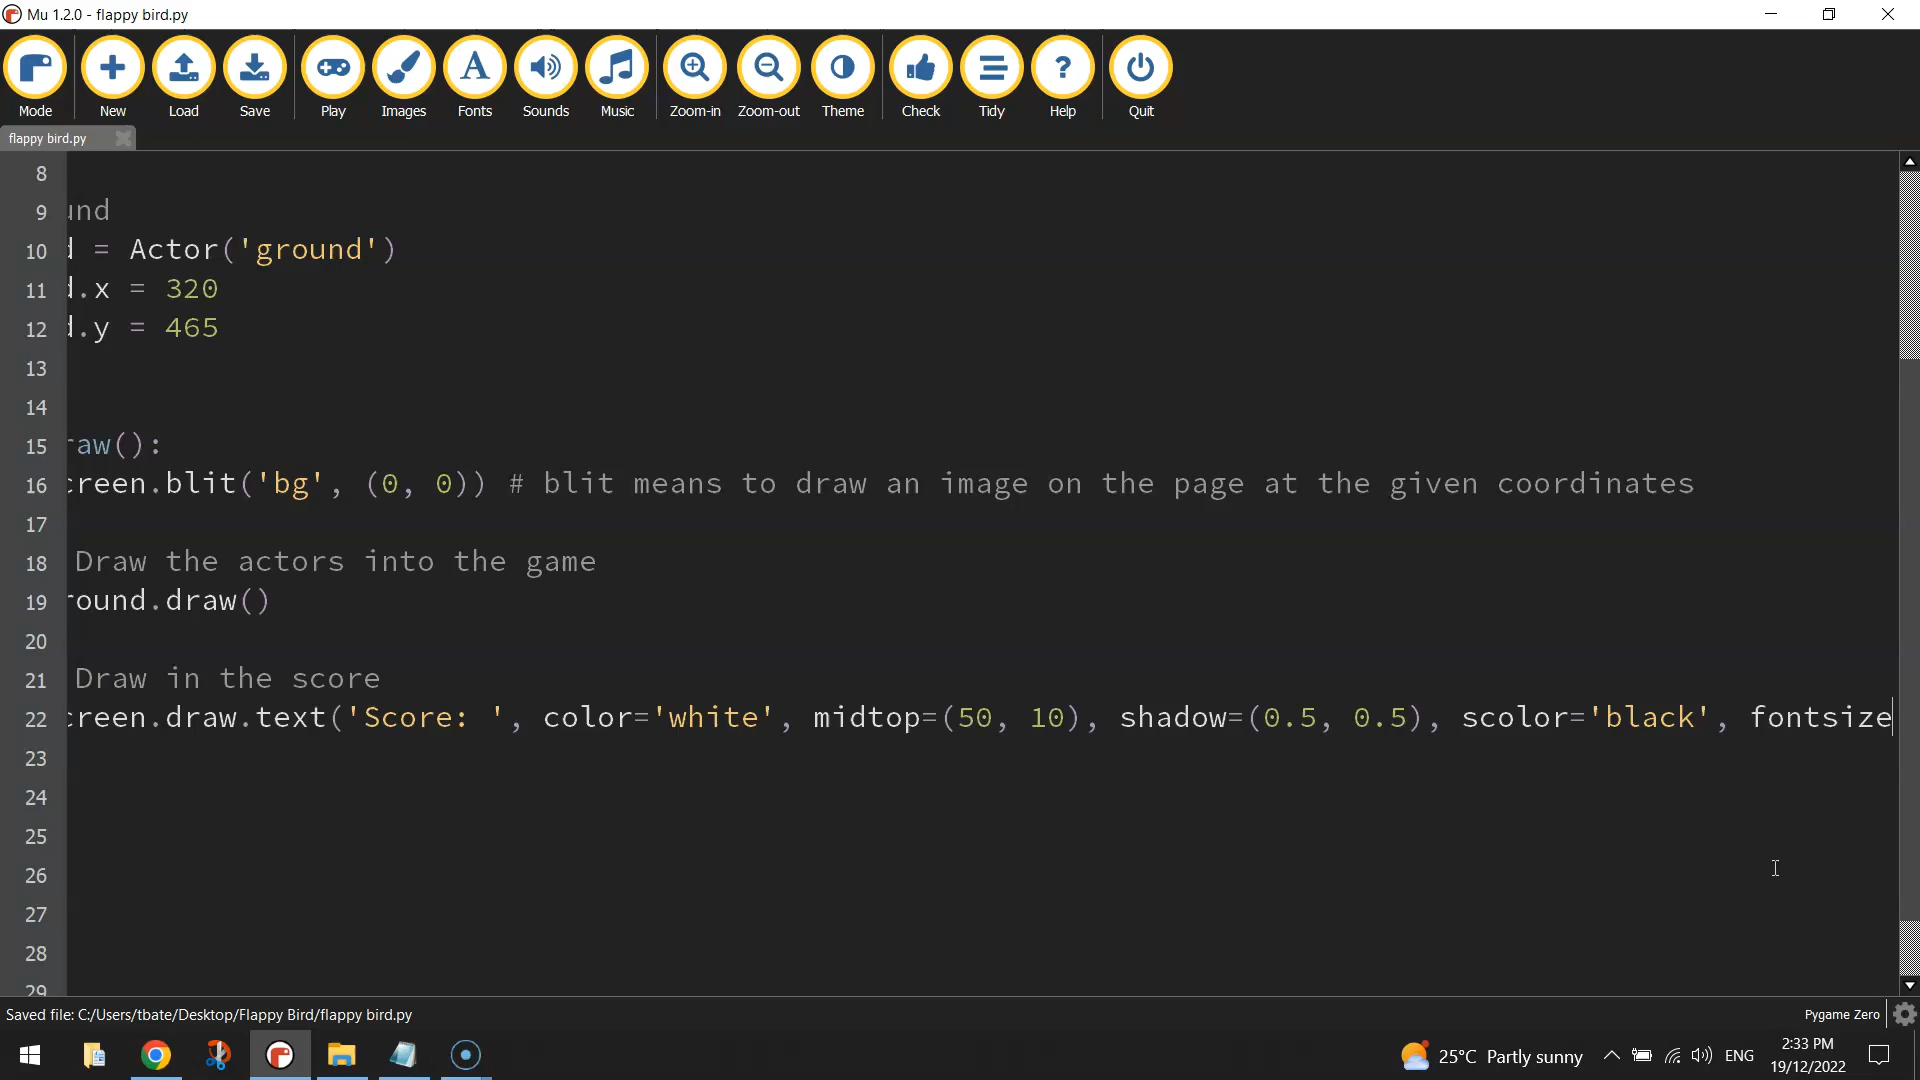 Mu 1.2.0 - flappy bird.py
Mode
New
Load
Save
Play
Images
Fonts
Sounds
Music
Zoom-in
Zoom-out
Theme
Check
Tidy
Help
Quit
flappy bird.py
8
9 und
10 d = Actor('ground')
11 d.x = 320
12 d.y = 465
13
14
15 raw():
16 creen.blit('bg', (0, 0)) # blit means to draw an image on the page at the given coordinates
17
18 Draw the actors into the game
19 round.draw()
20
21 Draw in the score
22 creen.draw.text('Score: ', color='white', midtop=(50, 10), shadow=(0.5, 0.5), scolor='black', fontsize
23
24
25
26
27
28
29
Saved file: C:/Users/tbate/Desktop/Flappy Bird/flappy bird.py
Pygame Zero
25°C Partly sunny
ENG
2:33 PM
19/12/2022